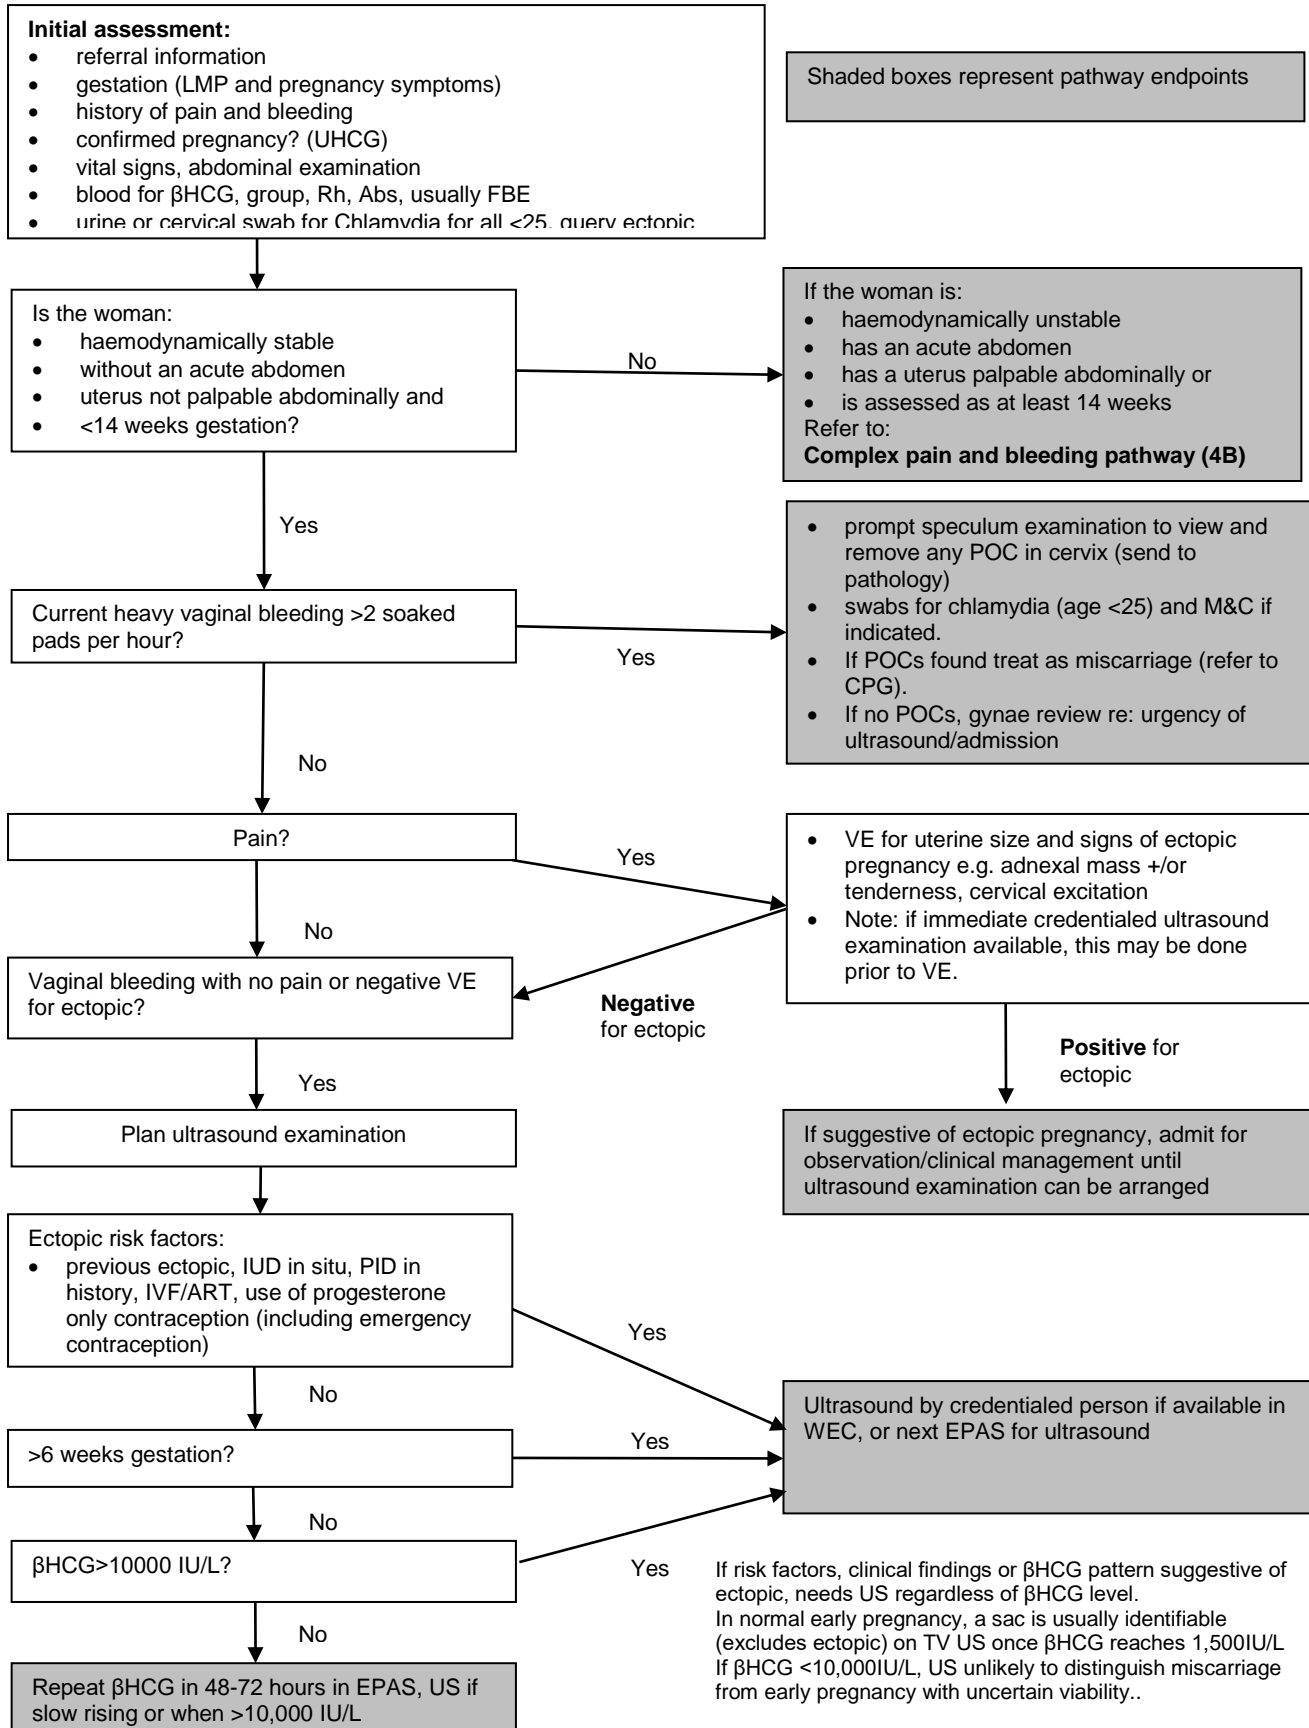 Initial assessment:
• referral information
• gestation (LMP and pregnancy symptoms)
• history of pain and bleeding
• confirmed pregnancy? (UHCG)
• vital signs, abdominal examination
• blood for βHCG, group, Rh, Abs, usually FBE
• urine or cervical swab for Chlamydia for all <25, query ectopic
Shaded boxes represent pathway endpoints
Is the woman:
• haemodynamically stable
• without an acute abdomen
• uterus not palpable abdominally and
• <14 weeks gestation?
No
If the woman is:
• haemodynamically unstable
• has an acute abdomen
• has a uterus palpable abdominally or
• is assessed as at least 14 weeks
Refer to:
Complex pain and bleeding pathway (4B)
Yes
Current heavy vaginal bleeding >2 soaked
pads per hour?
Yes
• prompt speculum examination to view and
remove any POC in cervix (send to
pathology)
• swabs for chlamydia (age <25) and M&C if
indicated.
• If POCs found treat as miscarriage (refer to
CPG).
• If no POCs, gynae review re: urgency of
ultrasound/admission
No
Pain?
Yes
• VE for uterine size and signs of ectopic
pregnancy e.g. adnexal mass +/or
tenderness, cervical excitation
• Note: if immediate credentialed ultrasound
examination available, this may be done
prior to VE.
No
Vaginal bleeding with no pain or negative VE
for ectopic?
Negative
for ectopic
Positive for
ectopic
Yes
Plan ultrasound examination
If suggestive of ectopic pregnancy, admit for
observation/clinical management until
ultrasound examination can be arranged
Ectopic risk factors:
• previous ectopic, IUD in situ, PID in
history, IVF/ART, use of progesterone
only contraception (including emergency
contraception)
Yes
No
Ultrasound by credentialed person if available in
WEC, or next EPAS for ultrasound
>6 weeks gestation?
Yes
No
βHCG>10000 IU/L?
Yes
If risk factors, clinical findings or βHCG pattern suggestive of
ectopic, needs US regardless of βHCG level.
In normal early pregnancy, a sac is usually identifiable
(excludes ectopic) on TV US once βHCG reaches 1,500IU/L
If βHCG <10,000IU/L, US unlikely to distinguish miscarriage
from early pregnancy with uncertain viability..
No
Repeat βHCG in 48-72 hours in EPAS, US if
slow rising or when >10,000 IU/L